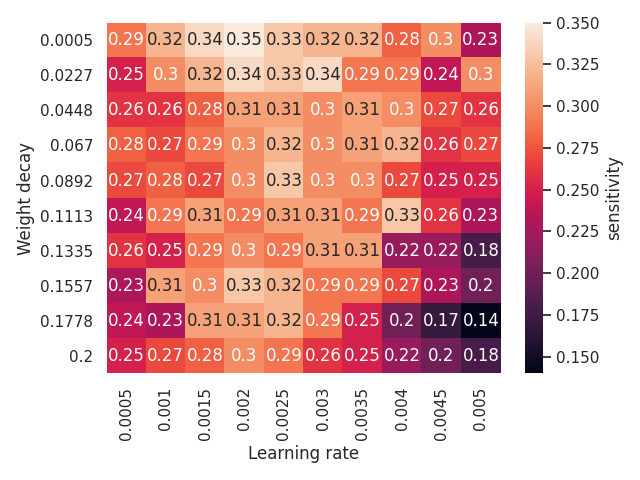 0.0005 0.29 0.32 0.34 0.35 0.33 0.32 0.32 0.28 0.3 0.23
0.0227 0.25 0.3 0.32 0.34 0.33 0.34 0.29 0.29 0.24 0.3
0.0448 0.26 0.26 0.28 0.31 0.31 0.3 0.31 0.3 0.27 0.26
0.067 0.28 0.27 0.29 0.3 0.32 0.3 0.31 0.32 0.26 0.27
0.0892 0.27 0.28 0.27 0.3 0.33 0.3 0.3 0.27 0.25 0.25
0.1113 0.24 0.29 0.31 0.29 0.31 0.31 0.29 0.33 0.26 0.23
0.1335 0.26 0.25 0.29 0.3 0.29 0.31 0.31 0.22 0.22 0.18
0.1557 0.23 0.31 0.3 0.33 0.32 0.29 0.29 0.27 0.23 0.2
0.1778 0.24 0.23 0.31 0.31 0.32 0.29 0.25 0.2 0.17 0.14
0.2 0.25 0.27 0.28 0.3 0.29 0.26 0.25 0.22 0.2 0.18
0.0005 0.001 0.0015 0.002 0.0025 0.003 0.0035 0.004 0.0045 0.005
Learning rate
Weight decay
0.350
0.325
0.300
0.275
0.250
0.225
0.200
0.175
0.150
sensitivity